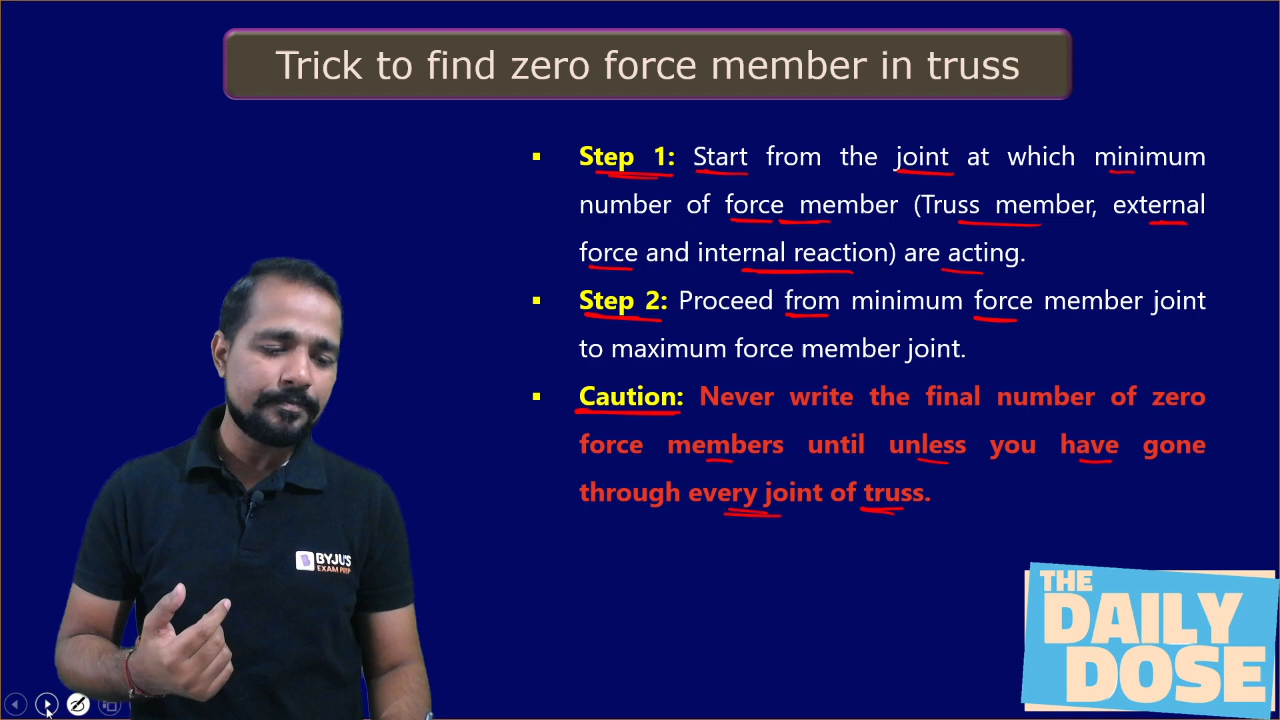 Trick to find zero force member in truss
▪ Step 1: Start from the joint at which minimum
number of force member (Truss member, external
force and internal reaction) are acting.
▪ Step 2: Proceed from minimum force member joint
to maximum force member joint.
▪ Caution: Never write the final number of zero
force members until unless you have gone
through every joint of truss.
BYJU'S
EXAM PREP
THE
DAILY
DOSE